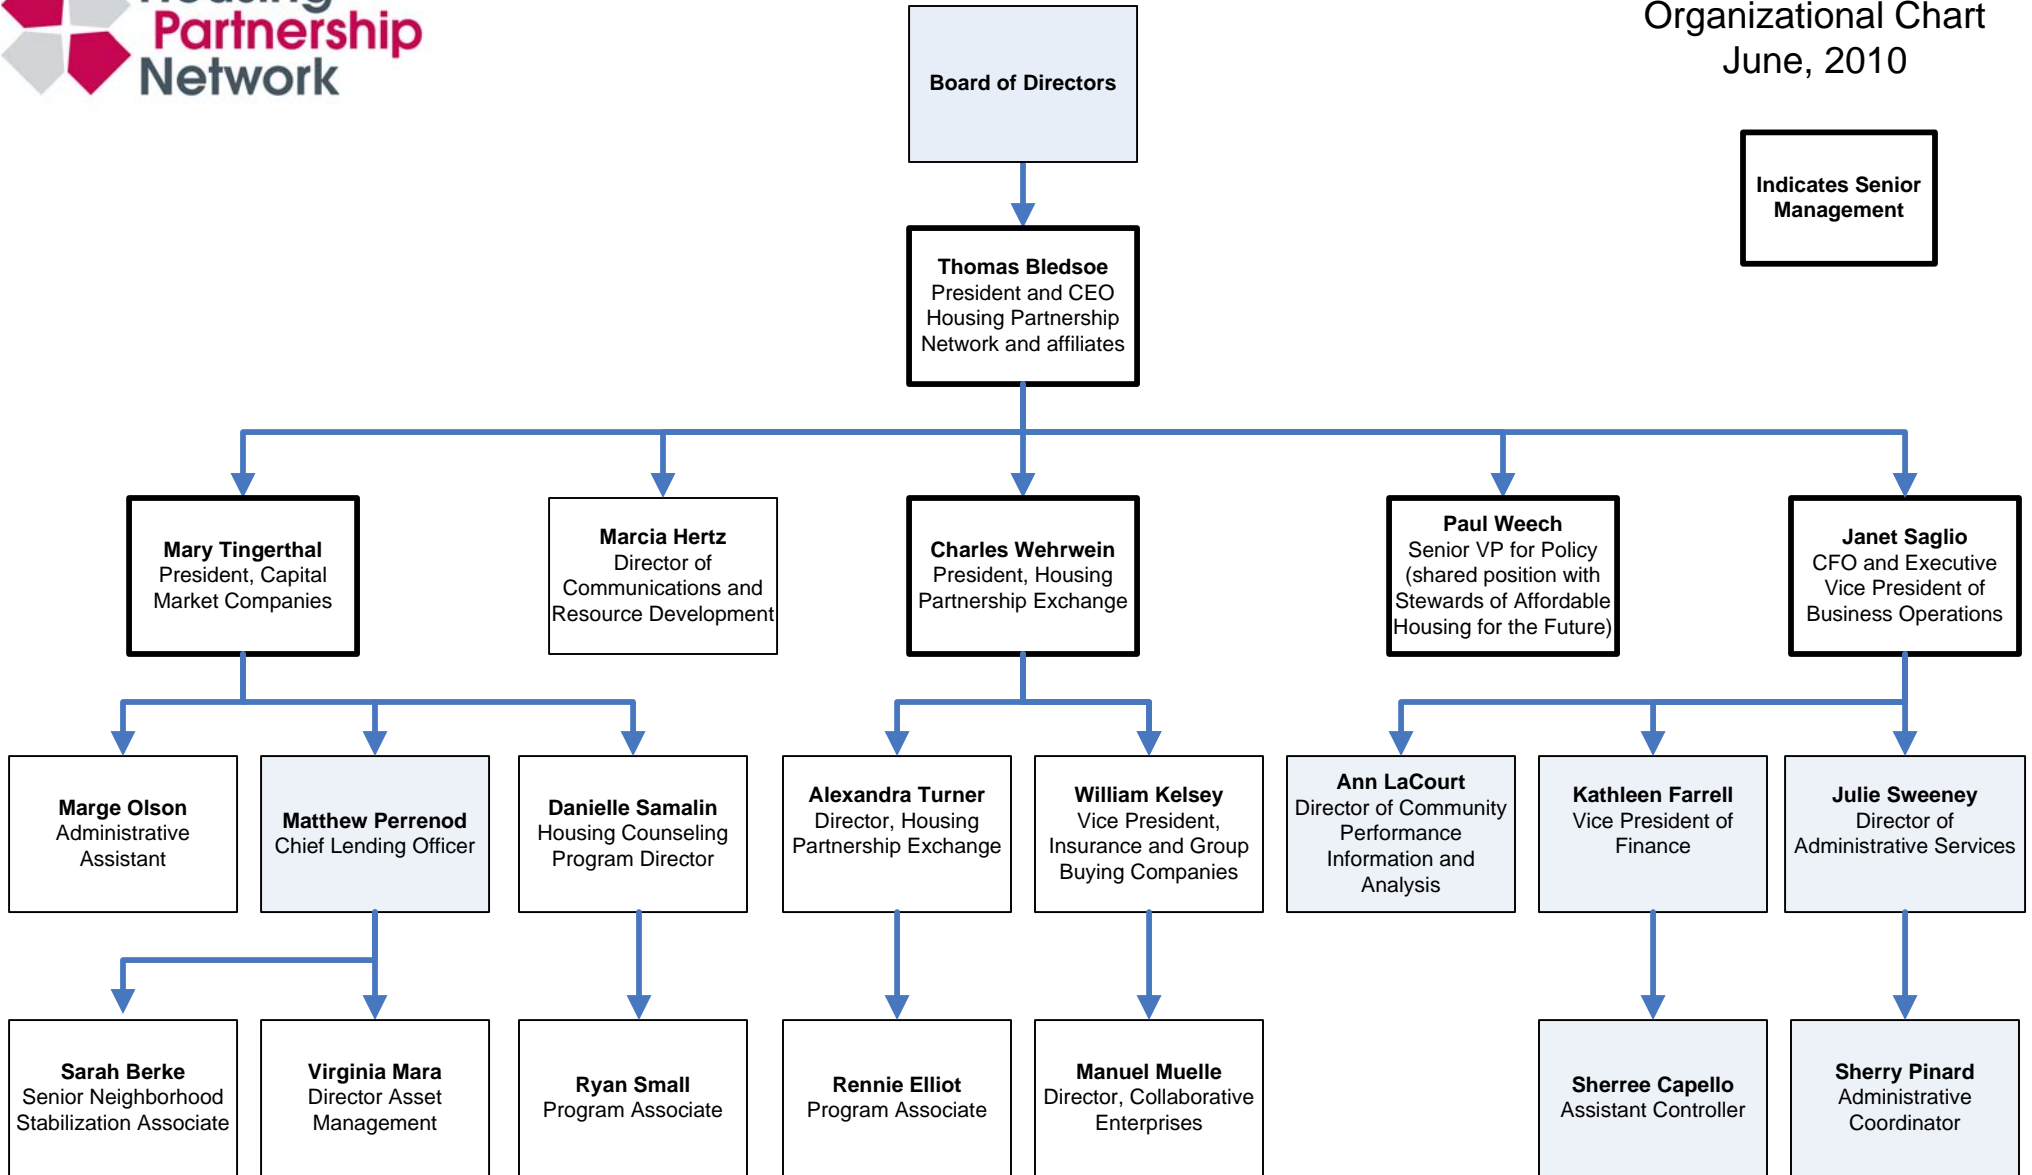 Housing
Partnership
Network
Organizational Chart
June, 2010
Board of Directors
Indicates Senior
Management
Thomas Bledsoe
President and CEO
Housing Partnership
Network and affiliates
Mary Tingerthal
President, Capital
Market Companies
Marcia Hertz
Director of
Communications and
Resource Development
Charles Wehrwein
President, Housing
Partnership Exchange
Paul Weech
Senior VP for Policy
(shared position with
Stewards of Affordable
Housing for the Future)
Janet Saglio
CFO and Executive
Vice President of
Business Operations
Marge Olson
Administrative
Assistant
Matthew Perrenod
Chief Lending Officer
Danielle Samalin
Housing Counseling
Program Director
Alexandra Turner
Director, Housing
Partnership Exchange
William Kelsey
Vice President,
Insurance and Group
Buying Companies
Ann LaCourt
Director of Community
Performance
Information and
Analysis
Kathleen Farrell
Vice President of
Finance
Julie Sweeney
Director of
Administrative Services
Sarah Berke
Senior Neighborhood
Stabilization Associate
Virginia Mara
Director Asset
Management
Ryan Small
Program Associate
Rennie Elliot
Program Associate
Manuel Muelle
Director, Collaborative
Enterprises
Sherree Capello
Assistant Controller
Sherry Pinard
Administrative
Coordinator